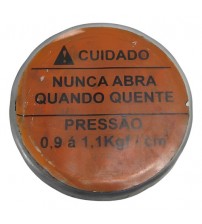 CUIDADO
NUNCA ABRA
QUANDO QUENTE
PRESSÃO
0,9 á 1,1Kgf / cm²